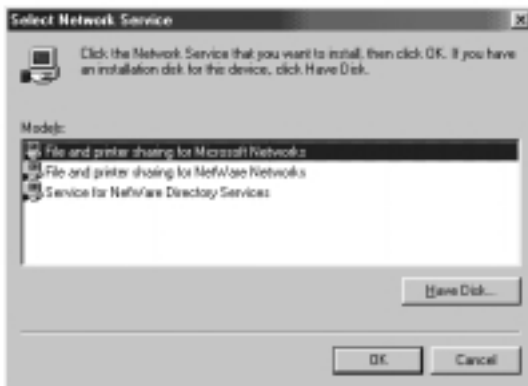 Select Network Service
Click the Network Service that you want to install, then click OK. If you have
an installation disk for this device, click Have Disk.
Models:
File and printer sharing for Microsoft Networks
File and printer sharing for NetWare Networks
Service for NetWare Directory Services
Have Disk...
OK Cancel